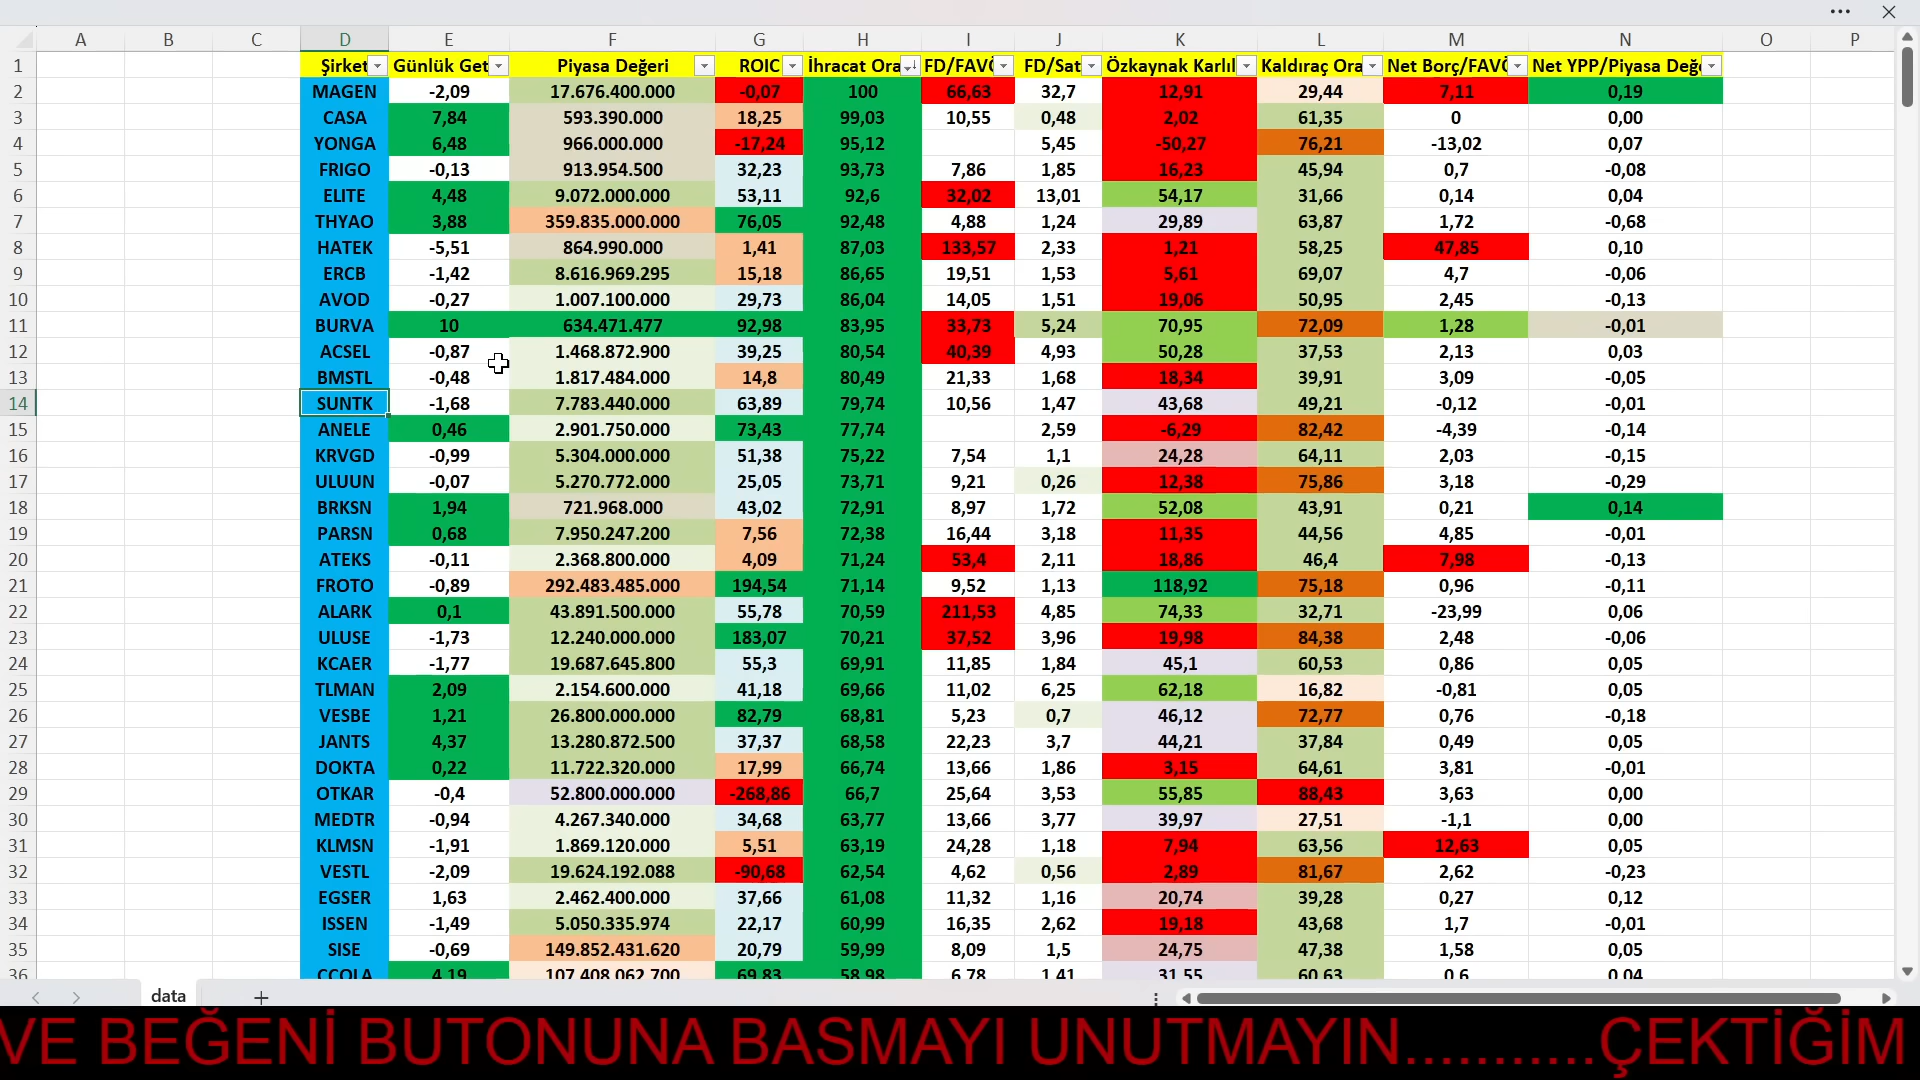 A B C D E F G H I J K L M N O P
1 Şirket Günlük Get Piyasa Değeri ROIC İhracat Ora FD/FAVÖ FD/Sat Özkaynak Karlıl Kaldıraç Ora Net Borç/FAVÖ Net YPP/Piyasa Değe
2 MAGEN -2,09 17.676.400.000 -0,07 100 66,63 32,7 12,91 29,44 7,11 0,19
3 CASA 7,84 593.390.000 18,25 99,03 10,55 0,48 2,02 61,35 0 0,00
4 YONGA 6,48 966.000.000 -17,24 95,12 5,45 -50,27 76,21 -13,02 0,07
5 FRIGO -0,13 913.954.500 32,23 93,73 7,86 1,85 16,23 45,94 0,7 -0,08
6 ELITE 4,48 9.072.000.000 53,11 92,6 32,02 13,01 54,17 31,66 0,14 0,04
7 THYAO 3,88 359.835.000.000 76,05 92,48 4,88 1,24 29,89 63,87 1,72 -0,68
8 HATEK -5,51 864.990.000 1,41 87,03 133,57 2,33 1,21 58,25 47,85 0,10
9 ERCB -1,42 8.616.969.295 15,18 86,65 19,51 1,53 5,61 69,07 4,7 -0,06
10 AVOD -0,27 1.007.100.000 29,73 86,04 14,05 1,51 19,06 50,95 2,45 -0,13
11 BURVA 10 634.471.477 92,98 83,95 33,73 5,24 70,95 72,09 1,28 -0,01
12 ACSEL -0,87 1.468.872.900 39,25 80,54 40,39 4,93 50,28 37,53 2,13 0,03
13 BMSTL -0,48 1.817.484.000 14,8 80,49 21,33 1,68 18,34 39,91 3,09 -0,05
14 SUNTK -1,68 7.783.440.000 63,89 79,74 10,56 1,47 43,68 49,21 -0,12 -0,01
15 ANELE 0,46 2.901.750.000 73,43 77,74 2,59 -6,29 82,42 -4,39 -0,14
16 KRVGD -0,99 5.304.000.000 51,38 75,22 7,54 1,1 24,28 64,11 2,03 -0,15
17 ULUUN -0,07 5.270.772.000 25,05 73,71 9,21 0,26 12,38 75,86 3,18 -0,29
18 BRKSN 1,94 721.968.000 43,02 72,91 8,97 1,72 52,08 43,91 0,21 0,14
19 PARSN 0,68 7.950.247.200 7,56 72,38 16,44 3,18 11,35 44,56 4,85 -0,01
20 ATEKS -0,11 2.368.800.000 4,09 71,24 53,4 2,11 18,86 46,4 7,98 -0,13
21 FROTO -0,89 292.483.485.000 194,54 71,14 9,52 1,13 118,92 75,18 0,96 -0,11
22 ALARK 0,1 43.891.500.000 55,78 70,59 211,53 4,85 74,33 32,71 -23,99 0,06
23 ULUSE -1,73 12.240.000.000 183,07 70,21 37,52 3,96 19,98 84,38 2,48 -0,06
24 KCAER -1,77 19.687.645.800 55,3 69,91 11,85 1,84 45,1 60,53 0,86 0,05
25 TLMAN 2,09 2.154.600.000 41,18 69,66 11,02 6,25 62,18 16,82 -0,81 0,05
26 VESBE 1,21 26.800.000.000 82,79 68,81 5,23 0,7 46,12 72,77 0,76 -0,18
27 JANTS 4,37 13.280.872.500 37,37 68,58 22,23 3,7 44,21 37,84 0,49 0,05
28 DOKTA 0,22 11.722.320.000 17,99 66,74 13,66 1,86 3,15 64,61 3,81 -0,01
29 OTKAR -0,4 52.800.000.000 -268,86 66,7 25,64 3,53 55,85 88,43 3,63 0,00
30 MEDTR -0,94 4.267.340.000 34,68 63,77 13,66 3,77 39,97 27,51 -1,1 0,00
31 KLMSN -1,91 1.869.120.000 5,51 63,19 24,28 1,18 7,94 63,56 12,63 0,05
32 VESTL -2,09 19.624.192.088 -90,68 62,54 4,62 0,56 2,89 81,67 2,62 -0,23
33 EGSER 1,63 2.462.400.000 37,66 61,08 11,32 1,16 20,74 39,28 0,27 0,12
34 ISSEN -1,49 5.050.335.974 22,17 60,99 16,35 2,62 19,18 43,68 1,7 -0,01
35 SISE -0,69 149.852.431.620 20,79 59,99 8,09 1,5 24,75 47,38 1,58 0,05
36 CCOLA 4,19 107.408.062.700 69,83 58,98 6,78 1,41 31,55 60,63 0,6 0,04
data
VE BEĞENİ BUTONUNA BASMAYI UNUTMAYIN...........ÇEKTİĞİM